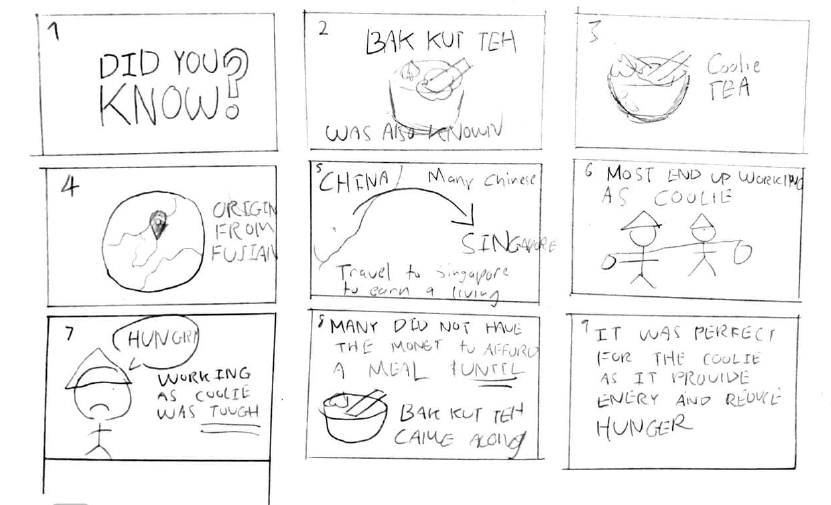 1
DID YOU
KNOW?
2
BAK KUT TEH
WAS ALSO KNOWN
3
Coolie
TEA
4
ORIGIN
FROM
FUJIAN
5
CHINA
Many Chinese
SINGAPORE
Travel to Singapore
to earn a living
6
MOST END UP WORKING
AS COOLIE
7
HUNGRY
WORKING
AS COOLIE
WAS TOUGH
8
MANY DID NOT HAVE
THE MONEY to AFFORD
A MEAL UNTIL
BAK KUT TEH
CAME ALONG
9
IT WAS PERFECT
FOR THE COOLIE
AS IT PROVIDE
ENERY AND REDUCE
HUNGER